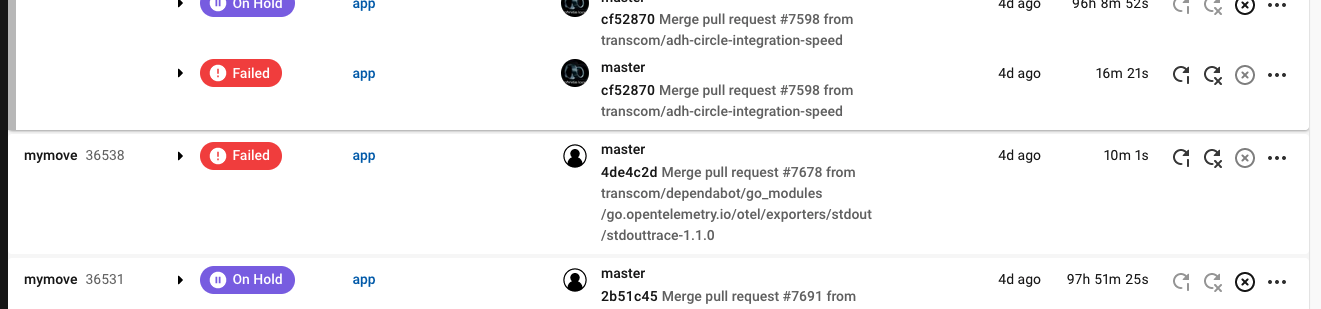 On Hold app master 4d ago 96h 8m 52s
cf52870 Merge pull request #7598 from
transcom/adh-circle-integration-speed
Failed app master 4d ago 16m 21s
cf52870 Merge pull request #7598 from
transcom/adh-circle-integration-speed
mymove 36538 Failed app master 4d ago 10m 1s
4de4c2d Merge pull request #7678 from
transcom/dependabot/go_modules
/go.opentelemetry.io/otel/exporters/stdout
/stdouttrace-1.1.0
mymove 36531 On Hold app master 4d ago 97h 51m 25s
2b51c45 Merge pull request #7691 from